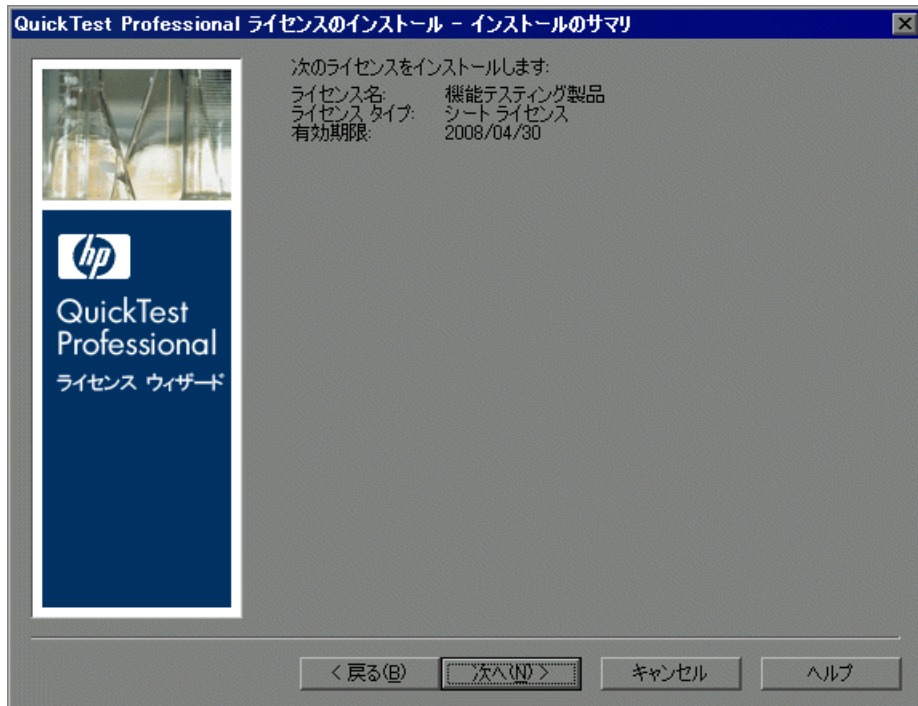 QuickTest Professional ライセンスのインストール - インストールのサマリ
次のライセンスをインストールします:
ライセンス名: 機能テスティング製品
ライセンス タイプ: シート ライセンス
有効期限: 2008/04/30
hp
QuickTest
Professional
ライセンス ウィザード
< 戻る(B)
次へ(N) >
キャンセル
ヘルプ